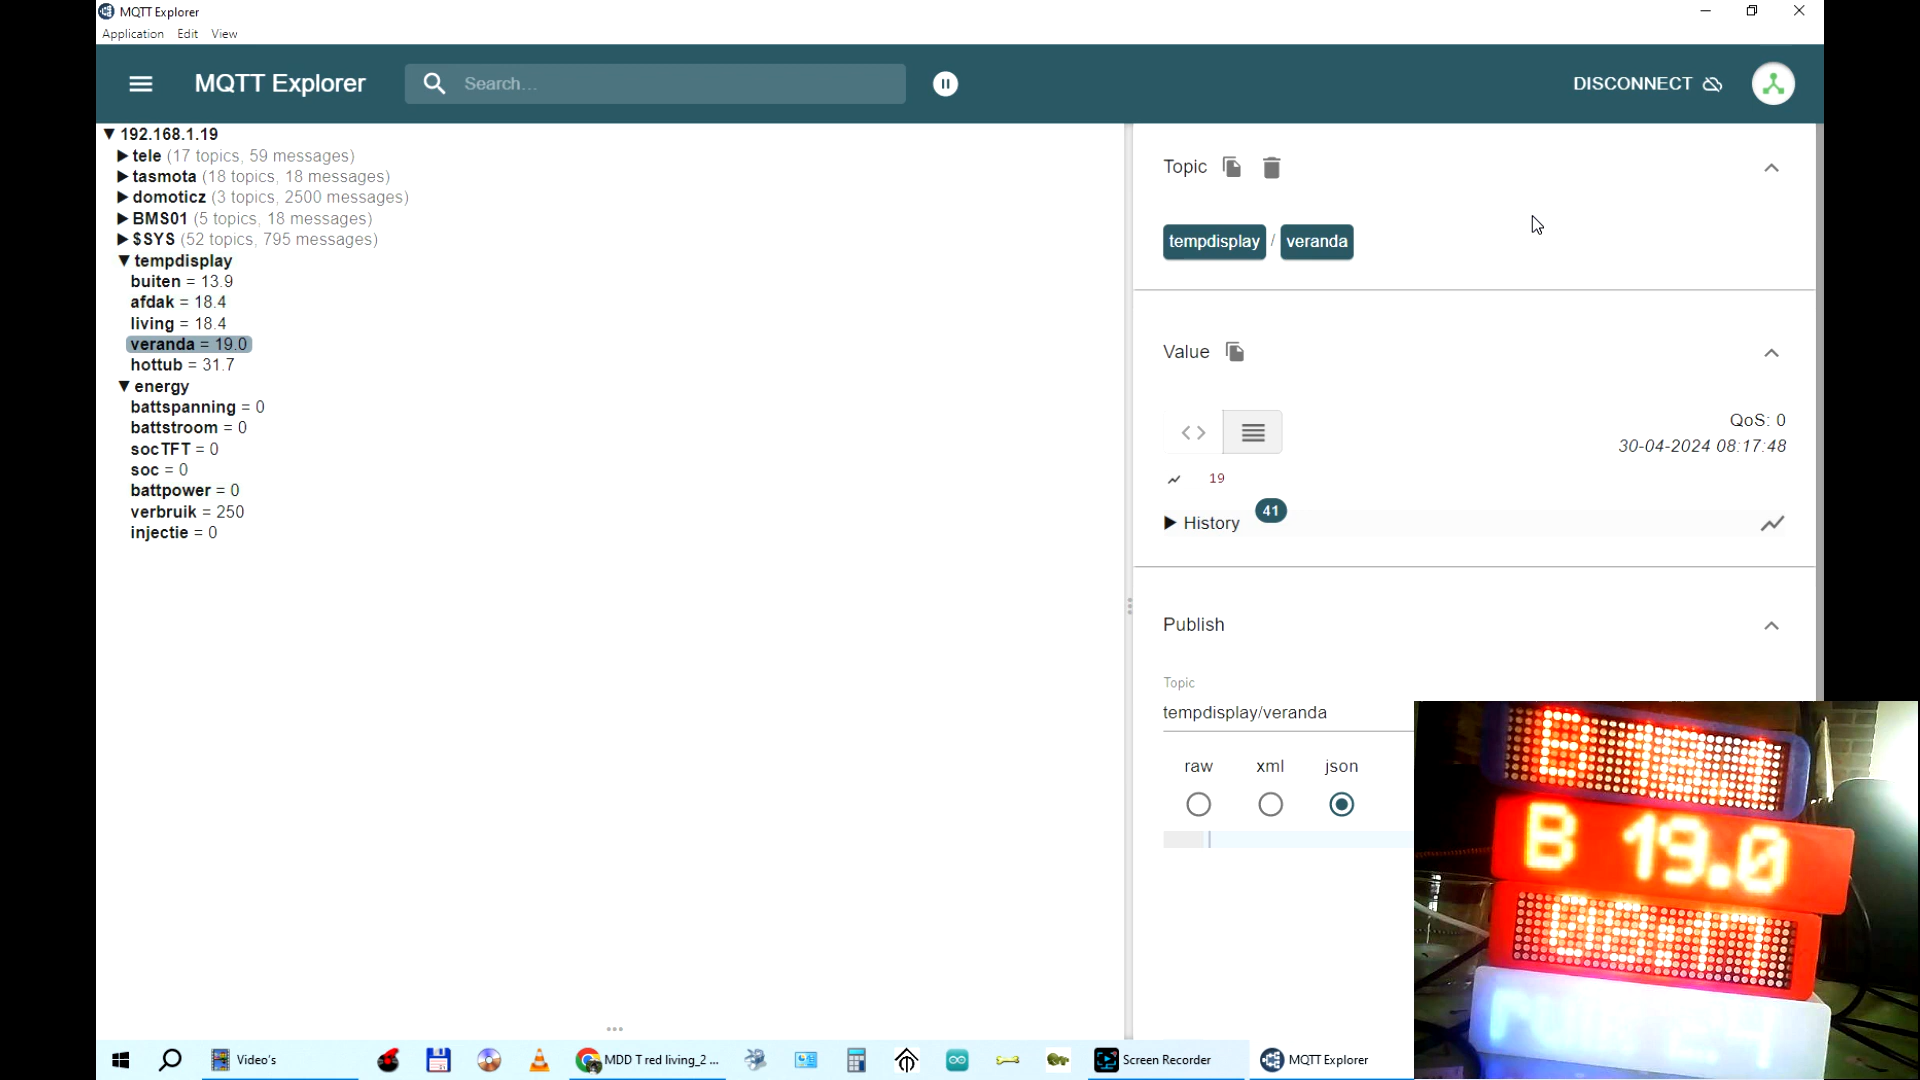 MQTT Explorer
Application Edit View
MQTT Explorer
Search...
DISCONNECT
192.168.1.19
tele (17 topics, 59 messages)
tasmota (18 topics, 18 messages)
domoticz (3 topics, 2500 messages)
BMS01 (5 topics, 18 messages)
$SYS (52 topics, 795 messages)
tempdisplay
buiten = 13.9
afdak = 18.4
living = 18.4
veranda = 19.0
hottub = 31.7
energy
battspanning = 0
battstroom = 0
socTFT = 0
soc = 0
battpower = 0
verbruik = 250
injectie = 0
Topic
tempdisplay / veranda
Value
QoS: 0
30-04-2024 08:17:48
19
History 41
Publish
Topic
tempdisplay/veranda
raw xml json
B 19.0
08:17
Video's
MDD T red living_2 ...
Screen Recorder
MQTT Explorer